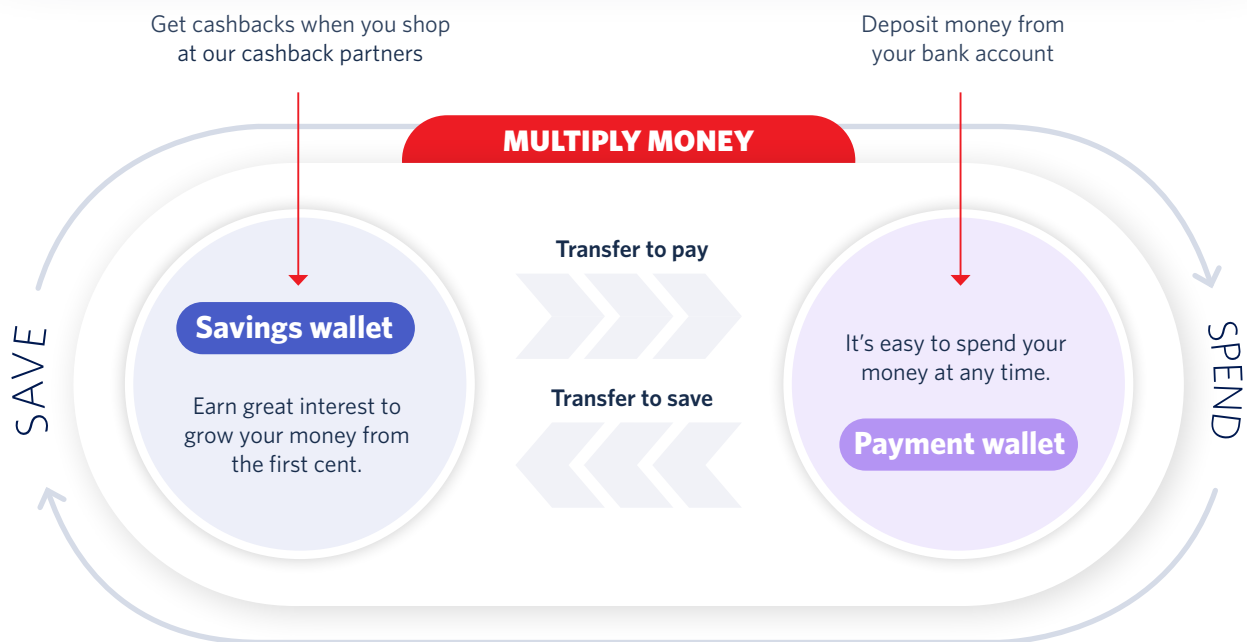 Get cashbacks when you shop
at our cashback partners
Deposit money from
your bank account
MULTIPLY MONEY
SAVE
Savings wallet
Earn great interest to
grow your money from
the first cent.
Transfer to pay
Transfer to save
It's easy to spend your
money at any time.
Payment wallet
SPEND